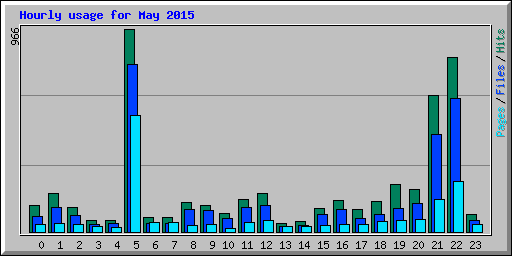 Hourly usage for May 2015
966
Pages / Files / Hits
0 1 2 3 4 5 6 7 8 9 10 11 12 13 14 15 16 17 18 19 20 21 22 23